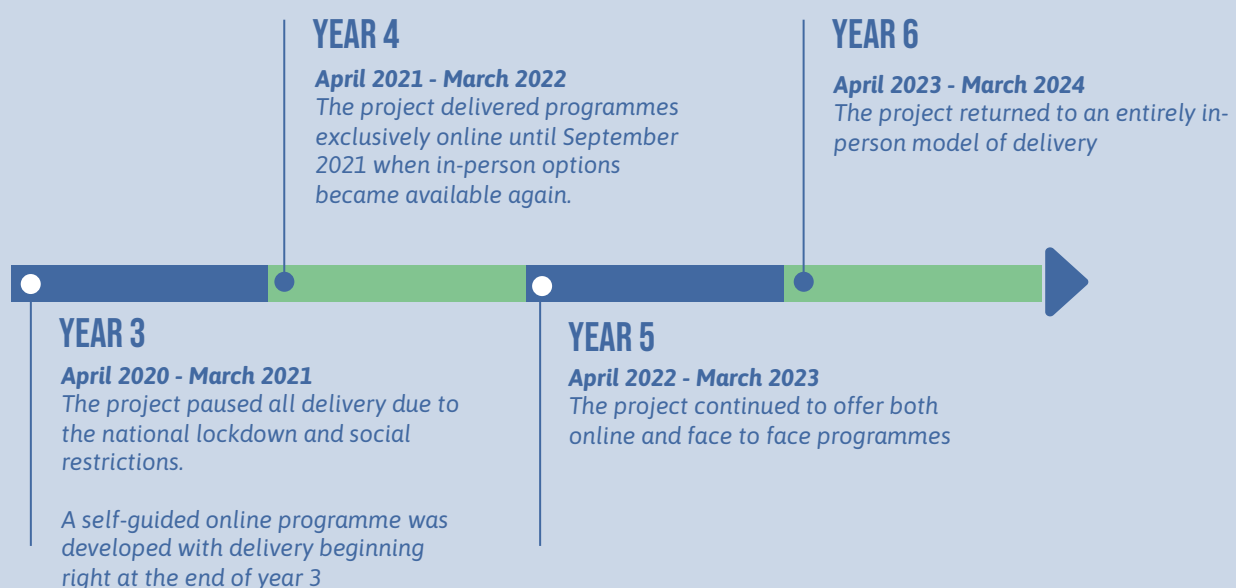 YEAR 4
April 2021 - March 2022
The project delivered programmes
exclusively online until September
2021 when in-person options
became available again.
YEAR 6
April 2023 - March 2024
The project returned to an entirely in-
person model of delivery
YEAR 3
April 2020 - March 2021
The project paused all delivery due to
the national lockdown and social
restrictions.
A self-guided online programme was
developed with delivery beginning
right at the end of year 3
YEAR 5
April 2022 - March 2023
The project continued to offer both
online and face to face programmes